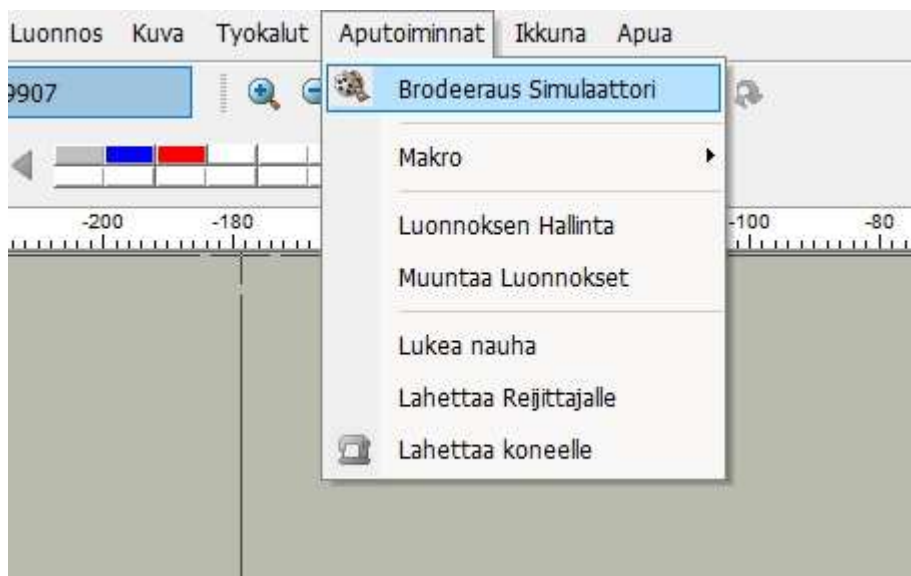 Luonnos Kuva Tyokalut Aputoiminnat Ikkuna Apua
9907
Brodeeraus Simulaattori
Makro
-200 -180 -100 -80
Luonnoksen Hallinta
Muuntaa Luonnokset
Lukea nauha
Lahettaa Reijittajalle
Lahettaa koneelle